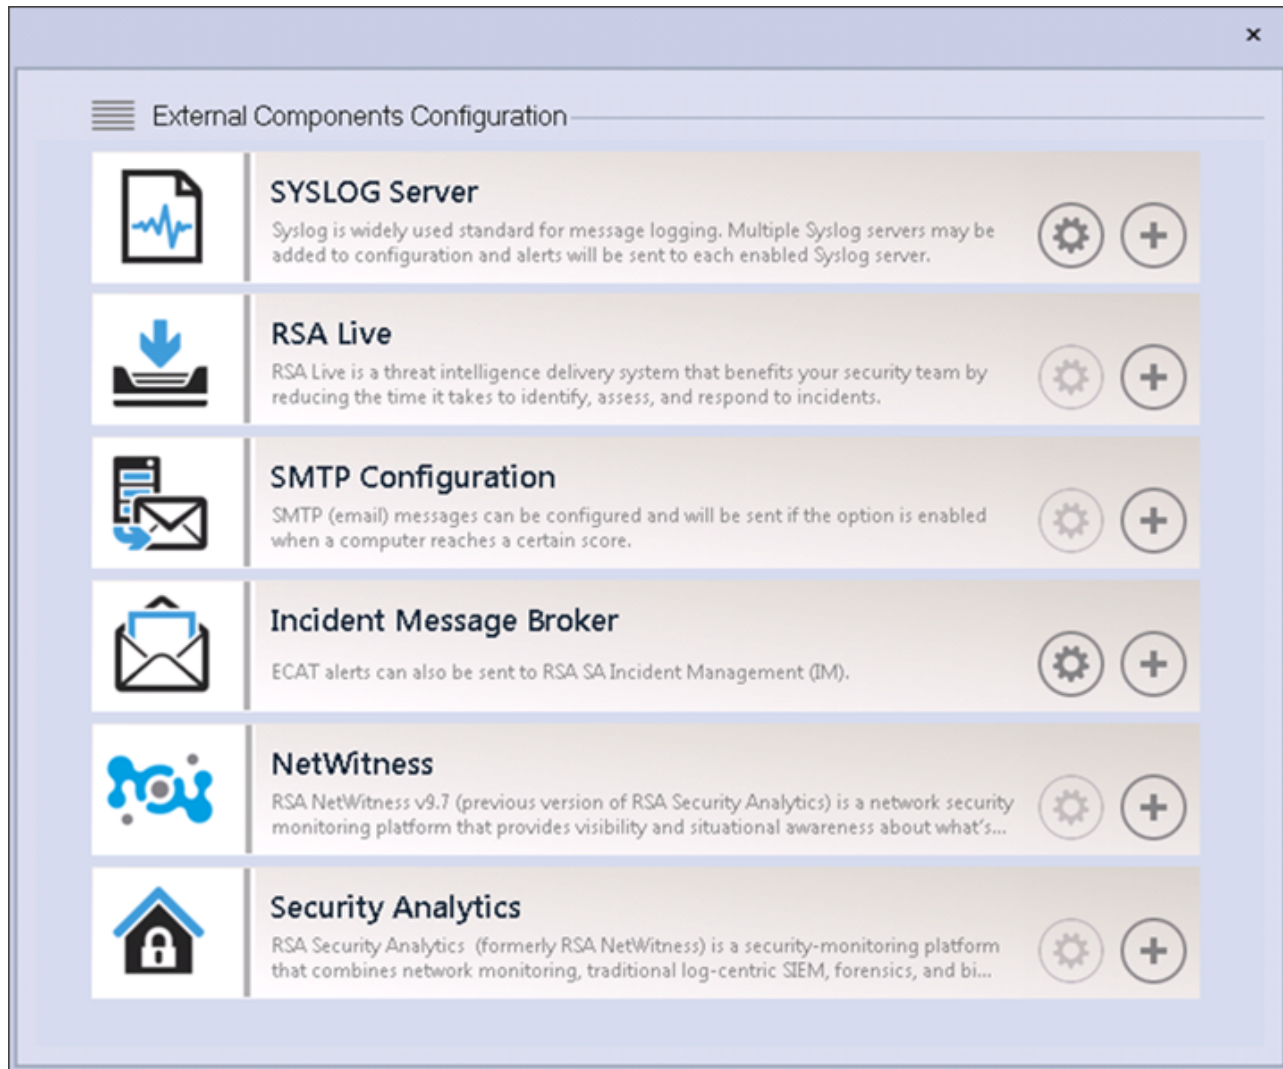 External Components Configuration
SYSLOG Server
Syslog is widely used standard for message logging. Multiple Syslog servers may be
added to configuration and alerts will be sent to each enabled Syslog server.
RSA Live
RSA Live is a threat intelligence delivery system that benefits your security team by
reducing the time it takes to identify, assess, and respond to incidents.
SMTP Configuration
SMTP (email) messages can be configured and will be sent if the option is enabled
when a computer reaches a certain score.
Incident Message Broker
ECAT alerts can also be sent to RSA SA Incident Management (IM).
NetWitness
RSA NetWitness v9.7 (previous version of RSA Security Analytics) is a network security
monitoring platform that provides visibility and situational awareness about what's...
Security Analytics
RSA Security Analytics (formerly RSA NetWitness) is a security-monitoring platform
that combines network monitoring, traditional log-centric SIEM, forensics, and bi...